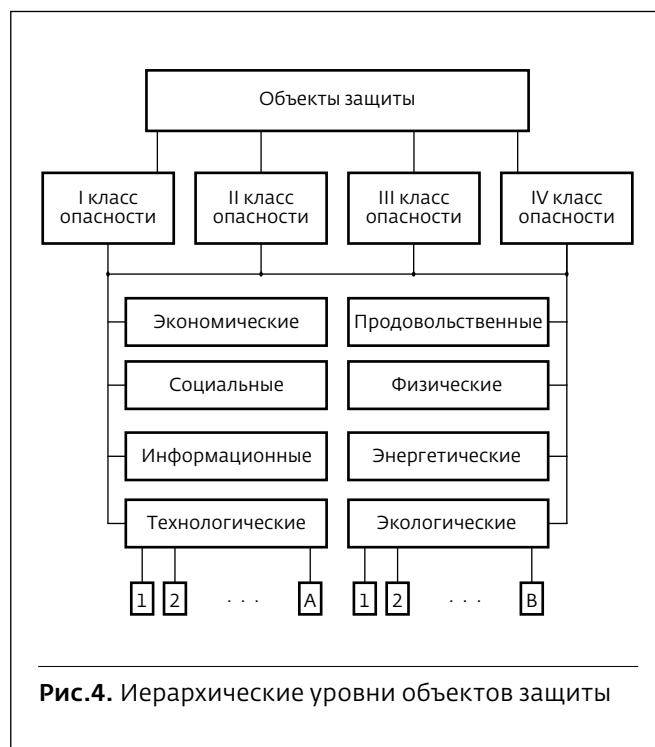 Объекты защиты
I класс опасности
II класс опасности
III класс опасности
IV класс опасности
Экономические
Продовольственные
Социальные
Физические
Информационные
Энергетические
Технологические
Экологические
1 2 . . . A 1 2 . . . B
Рис.4. Иерархические уровни объектов защиты